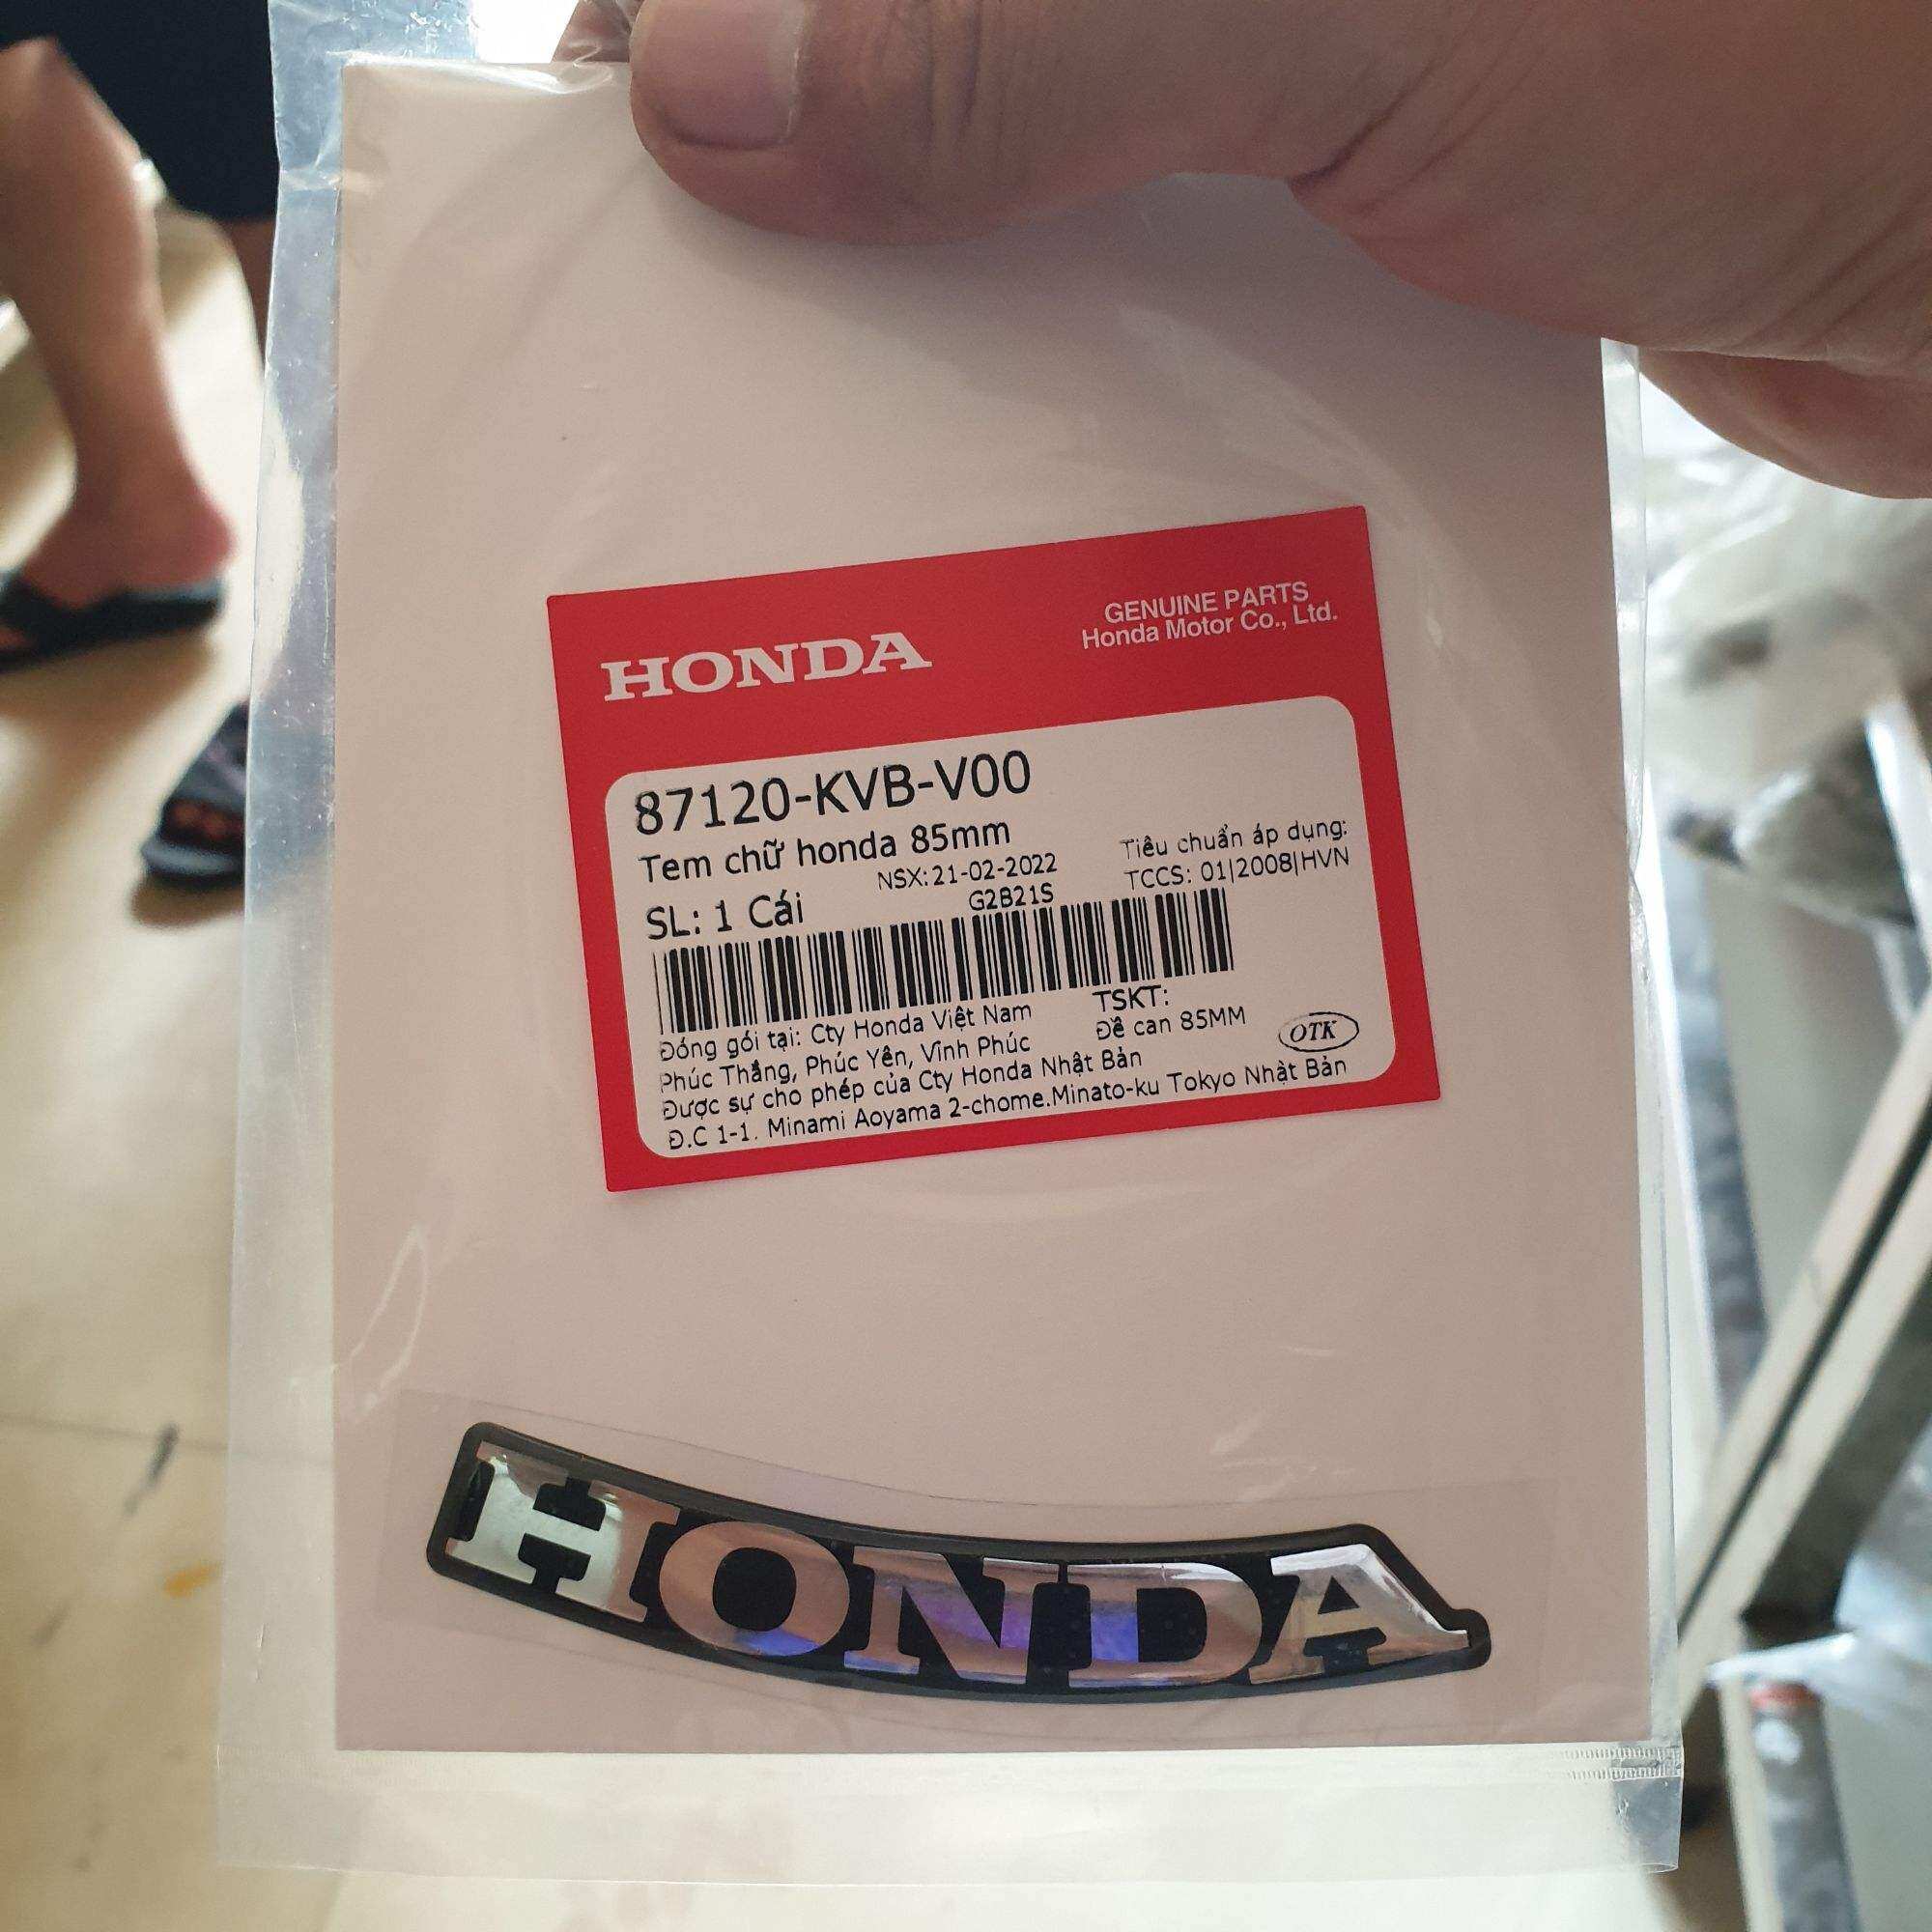 HONDA
GENUINE PARTS
Honda Motor Co., Ltd.
87120-KVB-V00
Tem chữ honda 85mm
NSX:21-02-2022
Tiêu chuẩn áp dụng:
TCCS: 01|2008|HVN
SL: 1 Cái
G2B21S
Đóng gói tại: Cty Honda Việt Nam
TSKT:
Phúc Thắng, Phúc Yên, Vĩnh Phúc
Đề can 85MM
OTK
Được sự cho phép của Cty Honda Nhật Bản
Đ.C 1-1. Minami Aoyama 2-chome.Minato-ku Tokyo Nhật Bản
HONDA